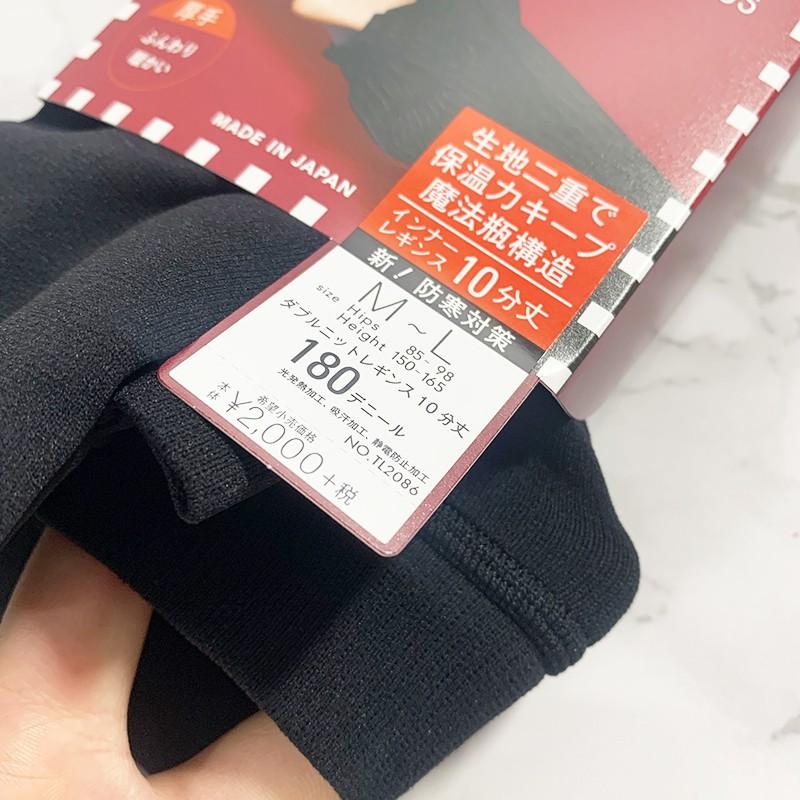 厚手
ふんわり
暖かい
MADE IN JAPAN
生地二重で
保温力キープ
魔法瓶構造
インナー
レギンス 10分丈
新!防寒対策
M~L
size Hips 85-98
Height 150-165
ダブルニットレギンス10分丈
180デニール
光発熱加工、吸汗加工、静電防止加工
NO.TL2086
希望小売価格
本体 ¥2,000+税